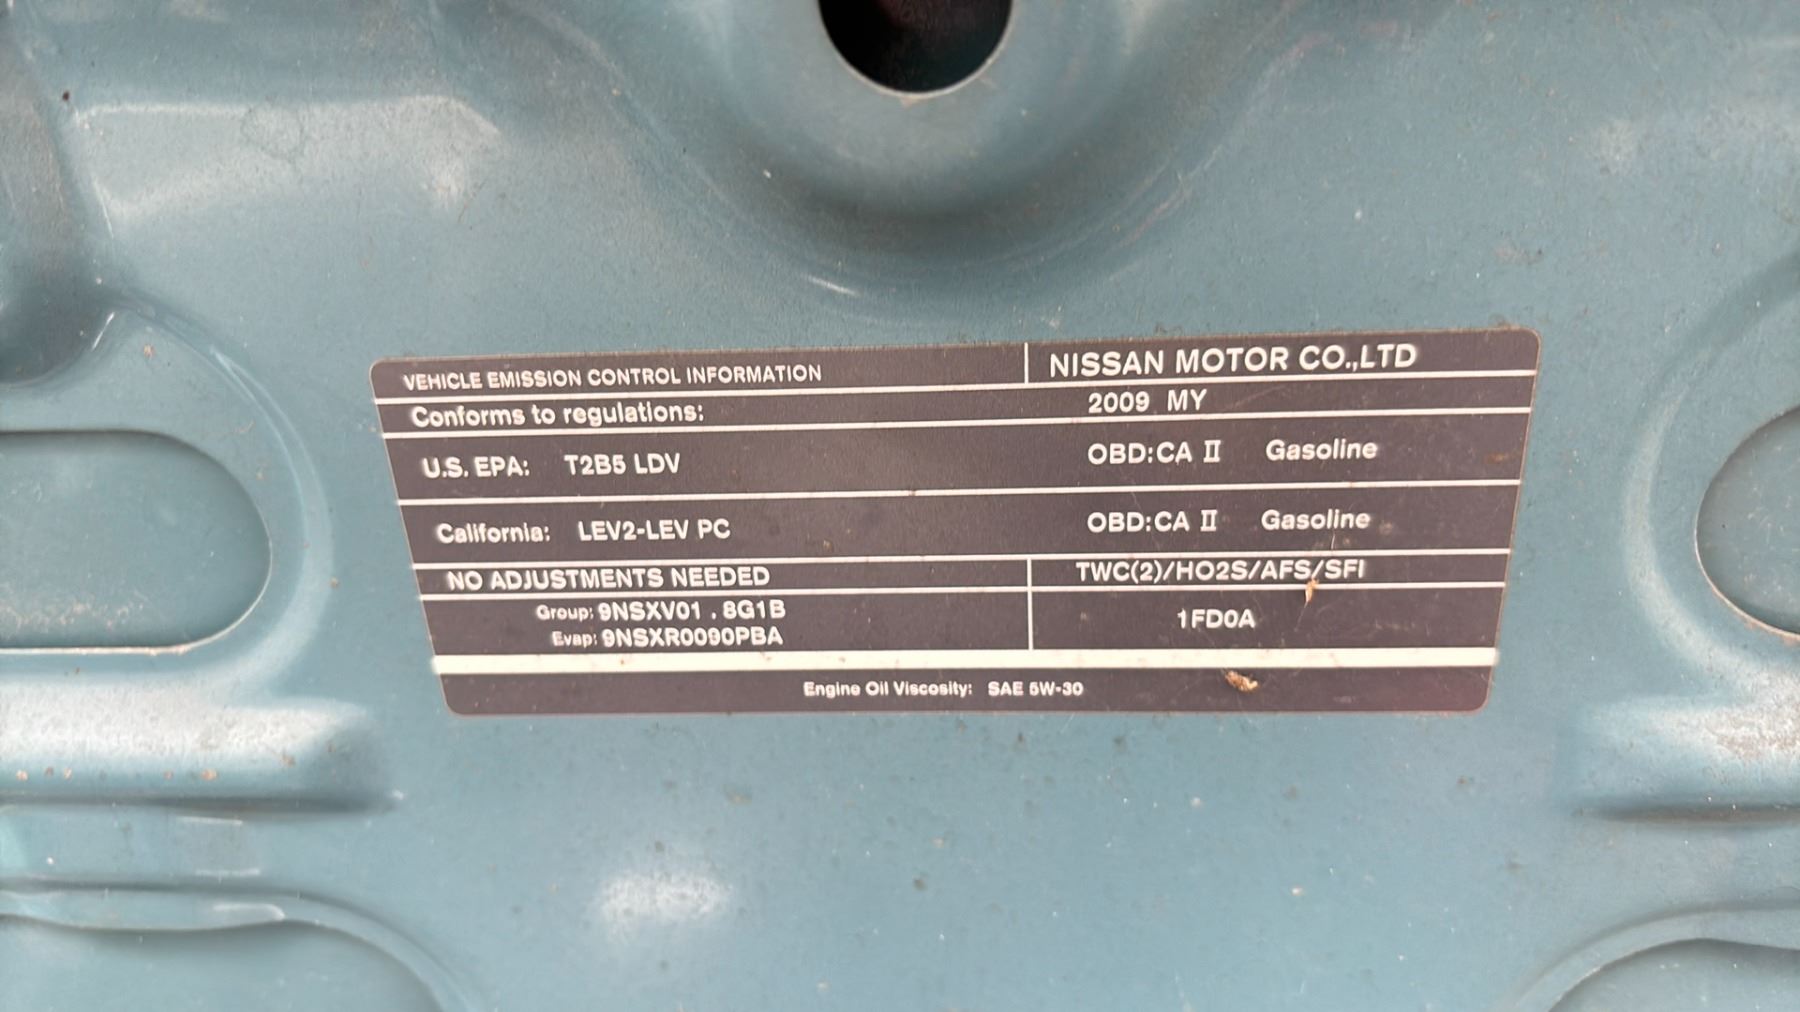 VEHICLE EMISSION CONTROL INFORMATION NISSAN MOTOR CO.,LTD
Conforms to regulations: 2009 MY
U.S. EPA: T2B5 LDV OBD:CA II Gasoline
California: LEV2-LEV PC OBD:CA II Gasoline
NO ADJUSTMENTS NEEDED TWC(2)/HO2S/AFS/SFI
Group: 9NSXV01.8G1B 1FD0A
Evap: 9NSXR0090PBA
Engine Oil Viscosity: SAE 5W-30